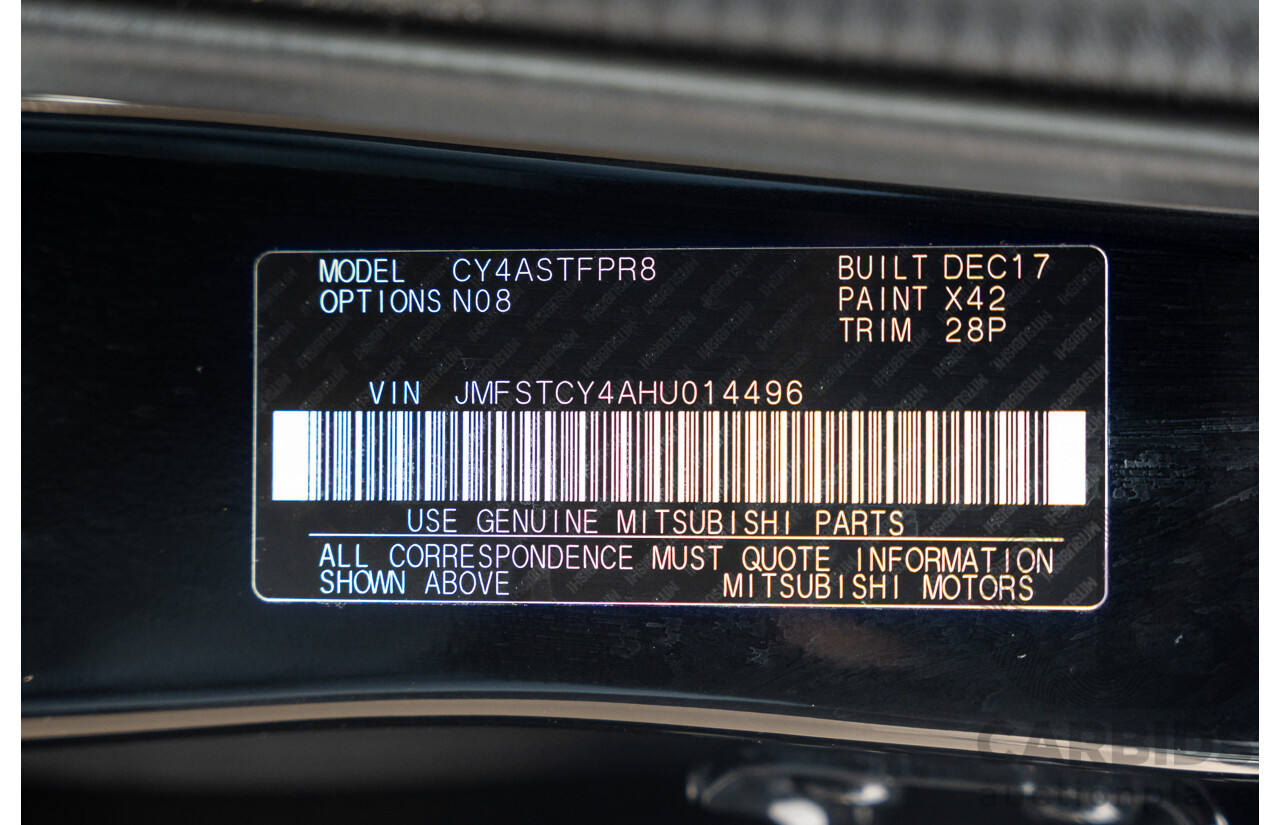 MODEL CY4ASTFPR8 BUILT DEC17
OPTIONS N08 PAINT X42
TRIM 28P
VIN JMFSTCY4AHU014496
USE GENUINE MITSUBISHI PARTS
ALL CORRESPONDENCE MUST QUOTE INFORMATION
SHOWN ABOVE MITSUBISHI MOTORS
CARBID